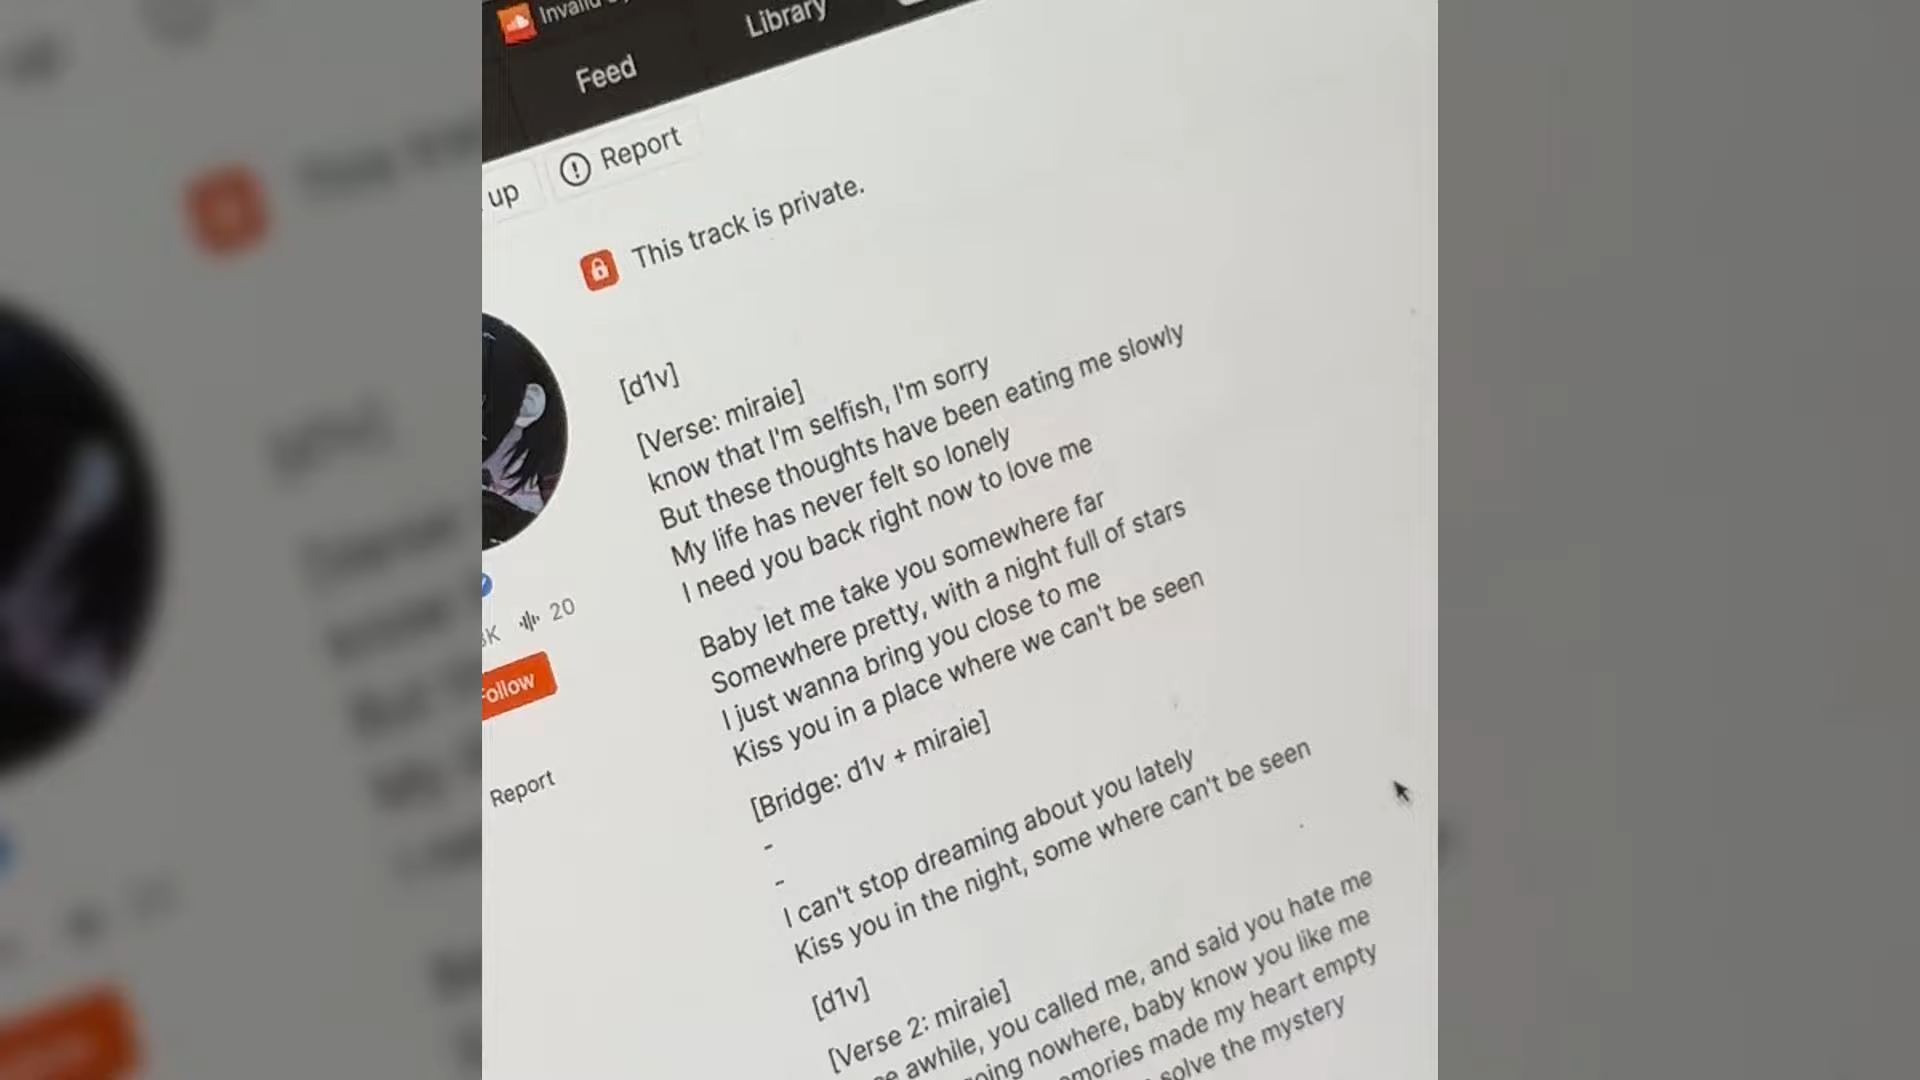 Invalid
Library
Feed
up
Report
This track is private.
[d1v]
[Verse: miraie]
know that I'm selfish, I'm sorry
But these thoughts have been eating me slowly
My life has never felt so lonely
I need you back right now to love me
Baby let me take you somewhere far
Somewhere pretty, with a night full of stars
I just wanna bring you close to me
Kiss you in a place where we can't be seen
20
Follow
Report
[Bridge: d1v + miraie]
-
-
I can't stop dreaming about you lately
Kiss you in the night, some where can't be seen
[d1v]
[Verse 2: miraie]
awhile, you called me, and said you hate me
nowhere, baby know you like me
made my heart empty
solve the mystery